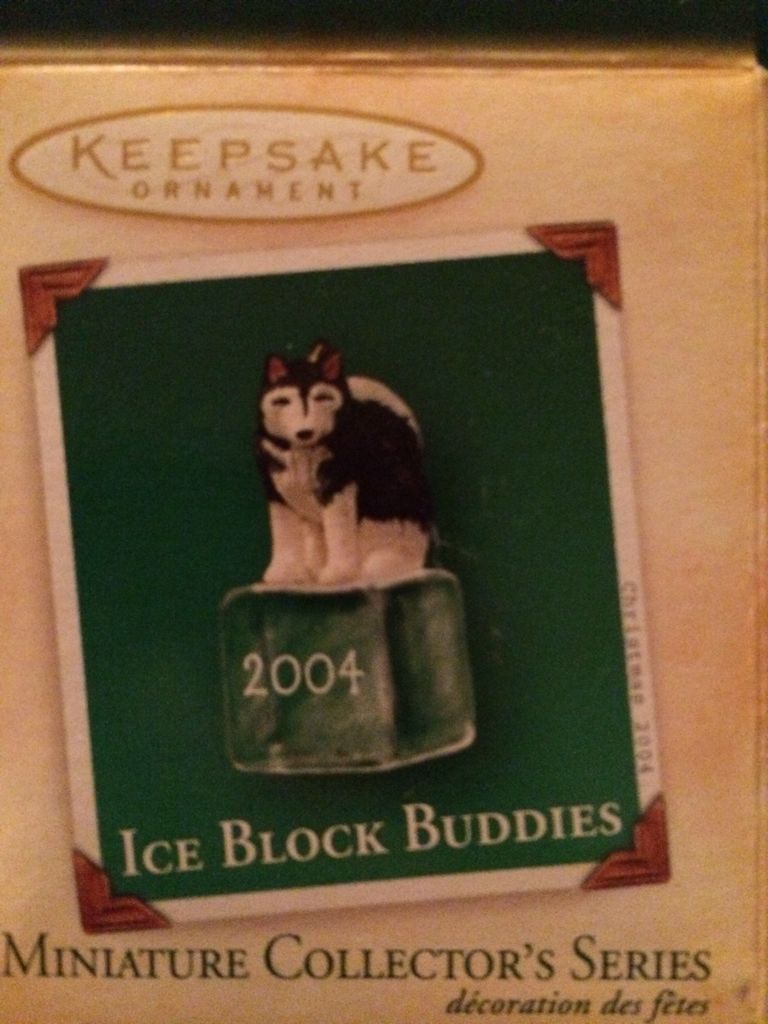 KEEPSAKE
ORNAMENT
2004
Christmas 2004
ICE BLOCK BUDDIES
MINIATURE COLLECTOR'S SERIES
décoration des fêtes